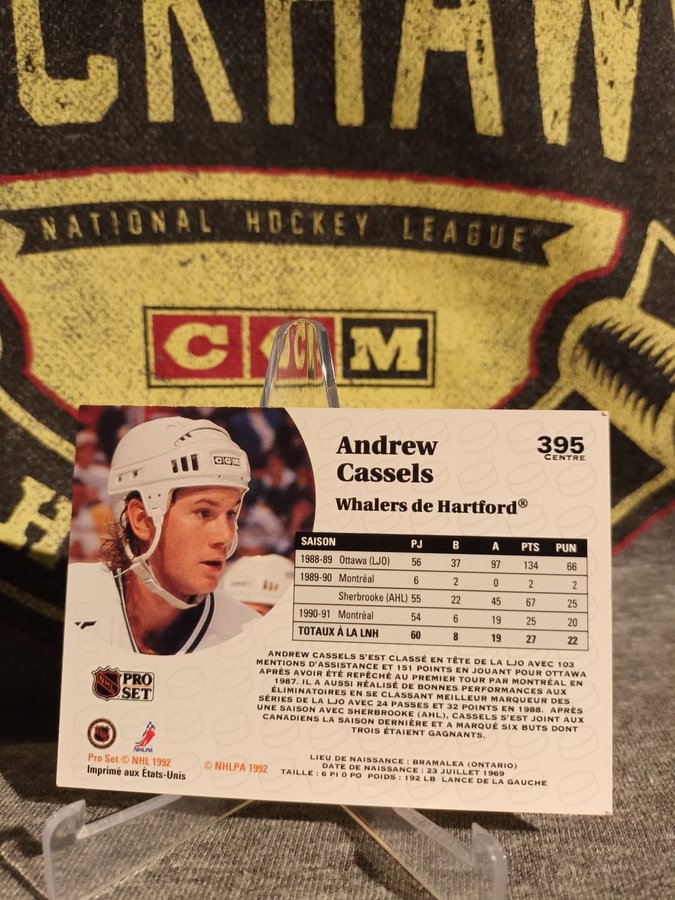 CKHAW
NATIONAL HOCKEY LEAGUE
CCM
H
CCM
Andrew
Cassels
395
CENTRE
Whalers de Hartford®
SAISON PJ B A PTS PUN
1988-89 Ottawa (LJO) 56 37 97 134 66
1989-90 Montréal 6 2 0 2 2
Sherbrooke (AHL) 55 22 45 67 25
1990-91 Montréal 54 6 19 25 20
TOTAUX À LA LNH 60 8 19 27 22
ANDREW CASSELS S'EST CLASSÉ EN TÊTE DE LA LJO AVEC 103
MENTIONS D'ASSISTANCE ET 151 POINTS EN JOUANT POUR OTTAWA
APRÈS AVOIR ÉTÉ REPÊCHÉ AU PREMIER TOUR PAR MONTRÉAL EN
1987. IL A AUSSI RÉALISÉ DE BONNES PERFORMANCES AUX
ÉLIMINATOIRES EN SE CLASSANT MEILLEUR MARQUEUR DES
SÉRIES DE LA LJO AVEC 24 PASSES ET 32 POINTS EN 1988. APRÈS
UNE SAISON AVEC SHERBROOKE (AHL), CASSELS S'EST JOINT AUX
CANADIENS LA SAISON DERNIÈRE ET A MARQUÉ SIX BUTS DONT
TROIS ÉTAIENT GAGNANTS.
NHL PRO
SET
NHLPA
Pro Set © NHL 1992
Imprimé aux États-Unis
© NHLPA 1992
LIEU DE NAISSANCE : BRAMALEA (ONTARIO)
DATE DE NAISSANCE : 23 JUILLET 1969
TAILLE : 6 PI 0 PO POIDS : 192 LB LANCE DE LA GAUCHE